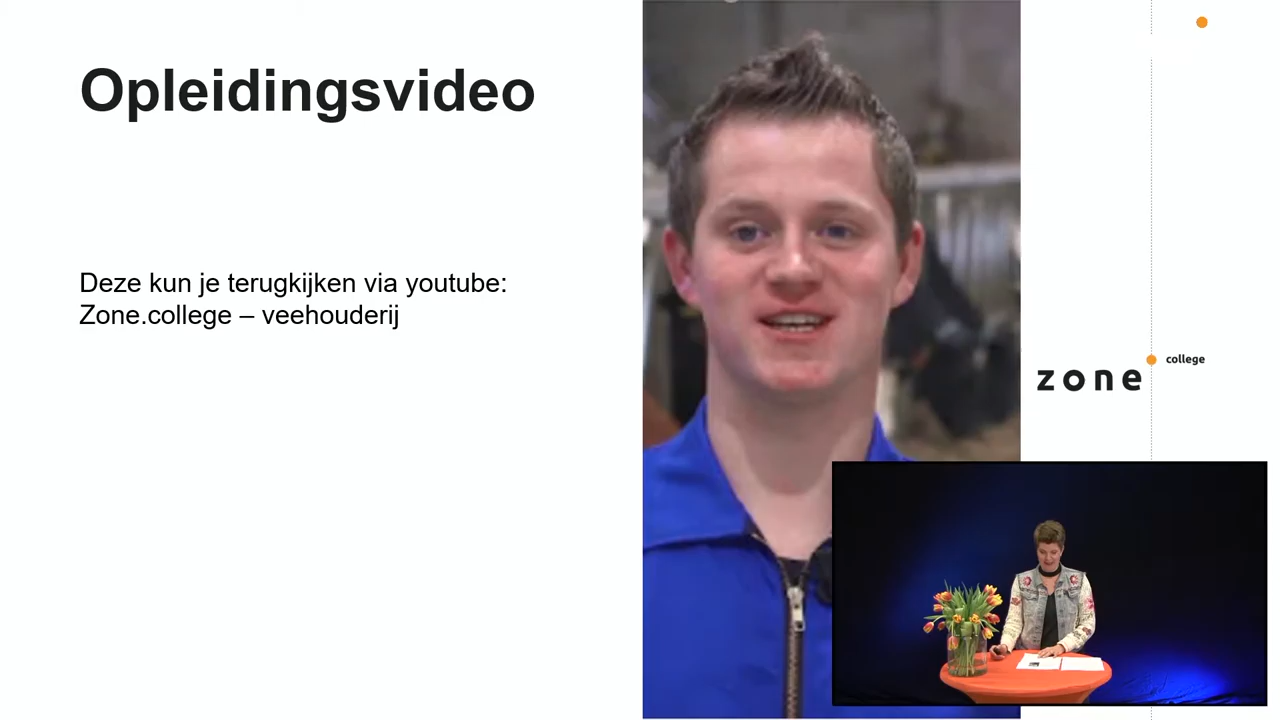 Opleidingsvideo
Deze kun je terugkijken via youtube:
Zone.college – veehouderij
college
zone